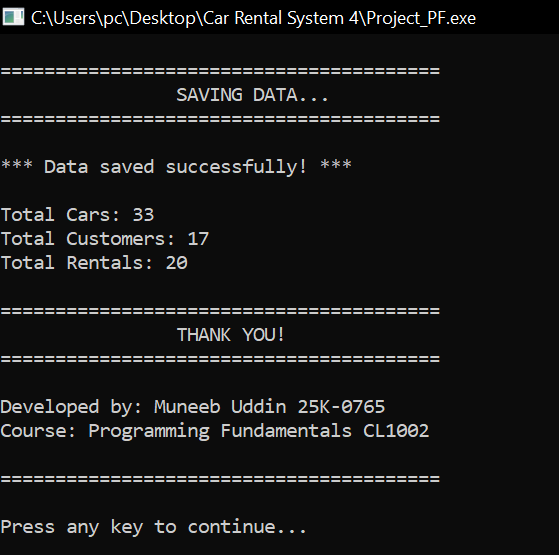 C:\Users\pc\Desktop\Car Rental System 4\Project_PF.exe
========================================
SAVING DATA...
========================================
*** Data saved successfully! ***
Total Cars: 33
Total Customers: 17
Total Rentals: 20
========================================
THANK YOU!
========================================
Developed by: Muneeb Uddin 25K-0765
Course: Programming Fundamentals CL1002
========================================
Press any key to continue...